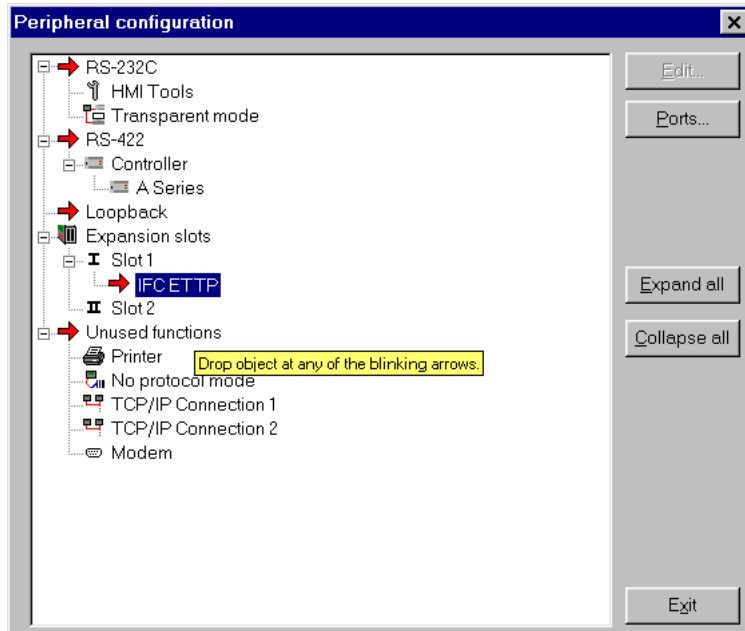 Peripheral configuration
RS-232C
HMI Tools
Transparent mode
RS-422
Controller
A Series
Loopback
Expansion slots
I Slot 1
IFC ETTP
II Slot 2
Unused functions
Printer
Drop object at any of the blinking arrows.
No protocol mode
TCP/IP Connection 1
TCP/IP Connection 2
Modem
Edit...
Ports...
Expand all
Collapse all
Exit